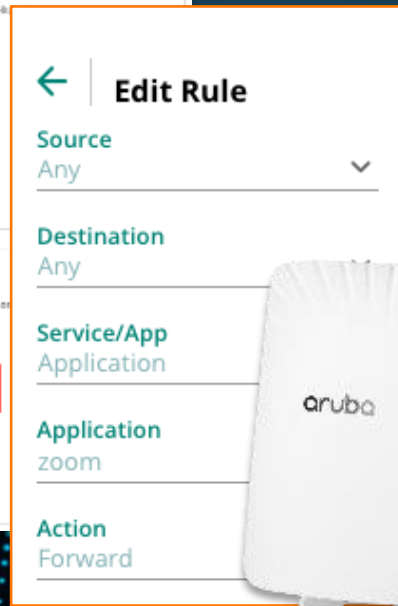 Edit Rule
Source
Any
Destination
Any
Service/App
Application
aruba
Application
zoom
Action
Forward